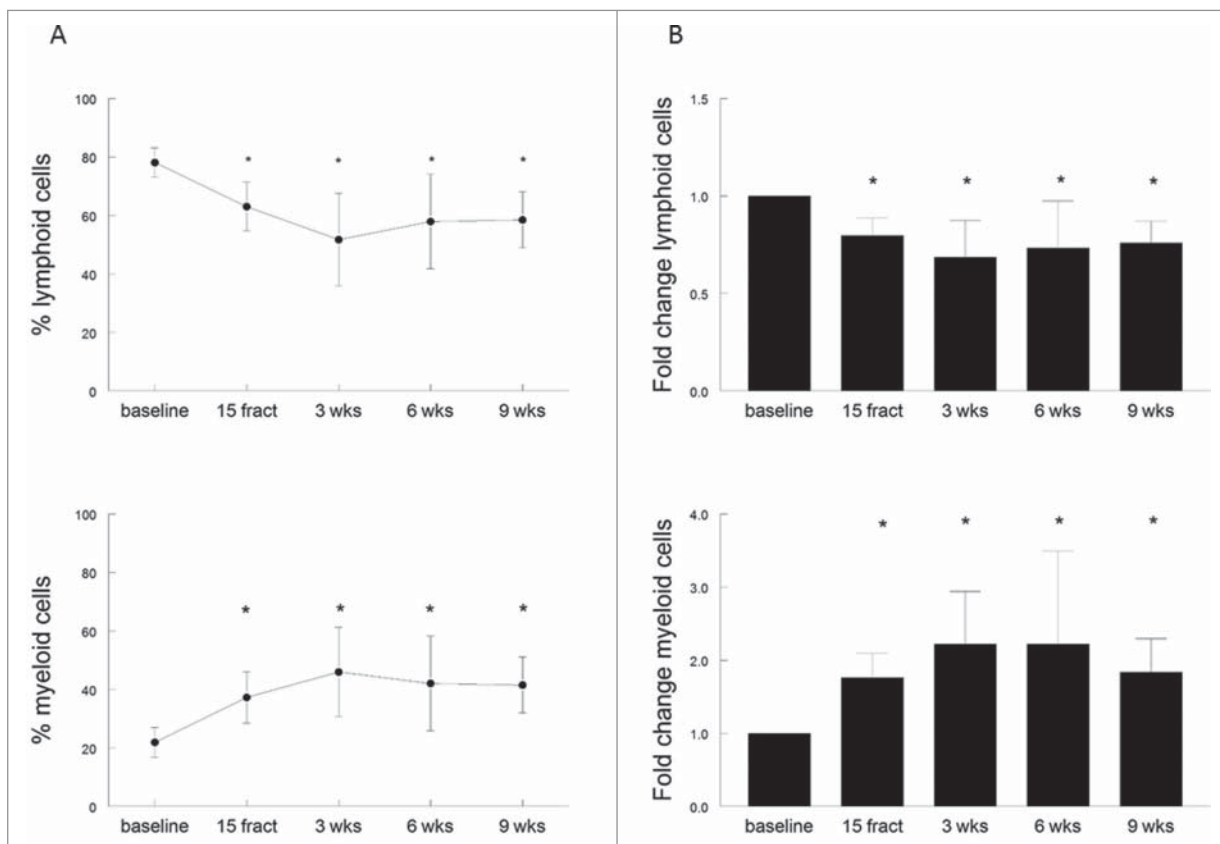 A
100
80
60
40
20
0
% lymphoid cells
* * * *
baseline 15 fract 3 wks 6 wks 9 wks
100
80
60
40
20
0
% myeloid cells
* * * *
baseline 15 fract 3 wks 6 wks 9 wks
B
1.5
1.0
0.5
0.0
Fold change lymphoid cells
* * * *
baseline 15 fract 3 wks 6 wks 9 wks
4.0
3.0
2.0
1.0
0.0
Fold change myeloid cells
* * * *
baseline 15 fract 3 wks 6 wks 9 wks